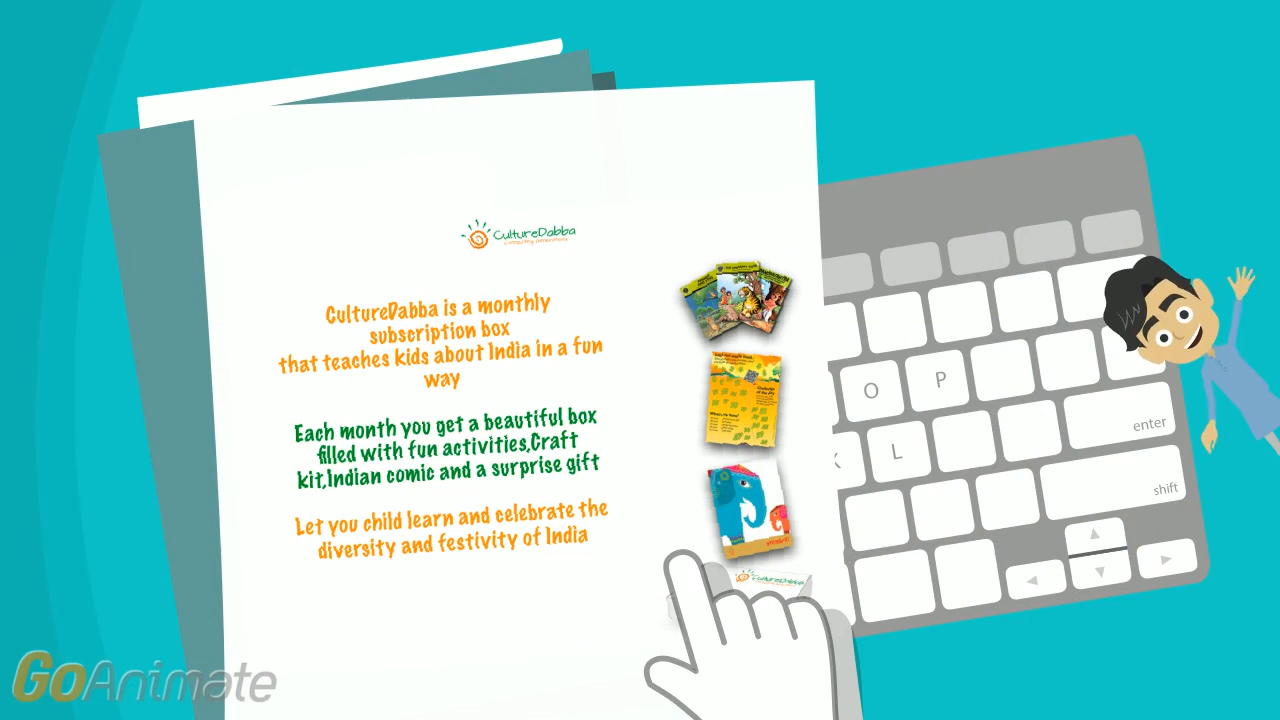 CultureDabba
CultureDabba is a monthly
subscription box
that teaches kids about India in a fun
way
Each month you get a beautiful box
filled with fun activities,Craft
kit,Indian comic and a surprise gift
Let you child learn and celebrate the
diversity and festivity of India
CultureDabba
O
P
K
L
enter
shift
GoAnimate